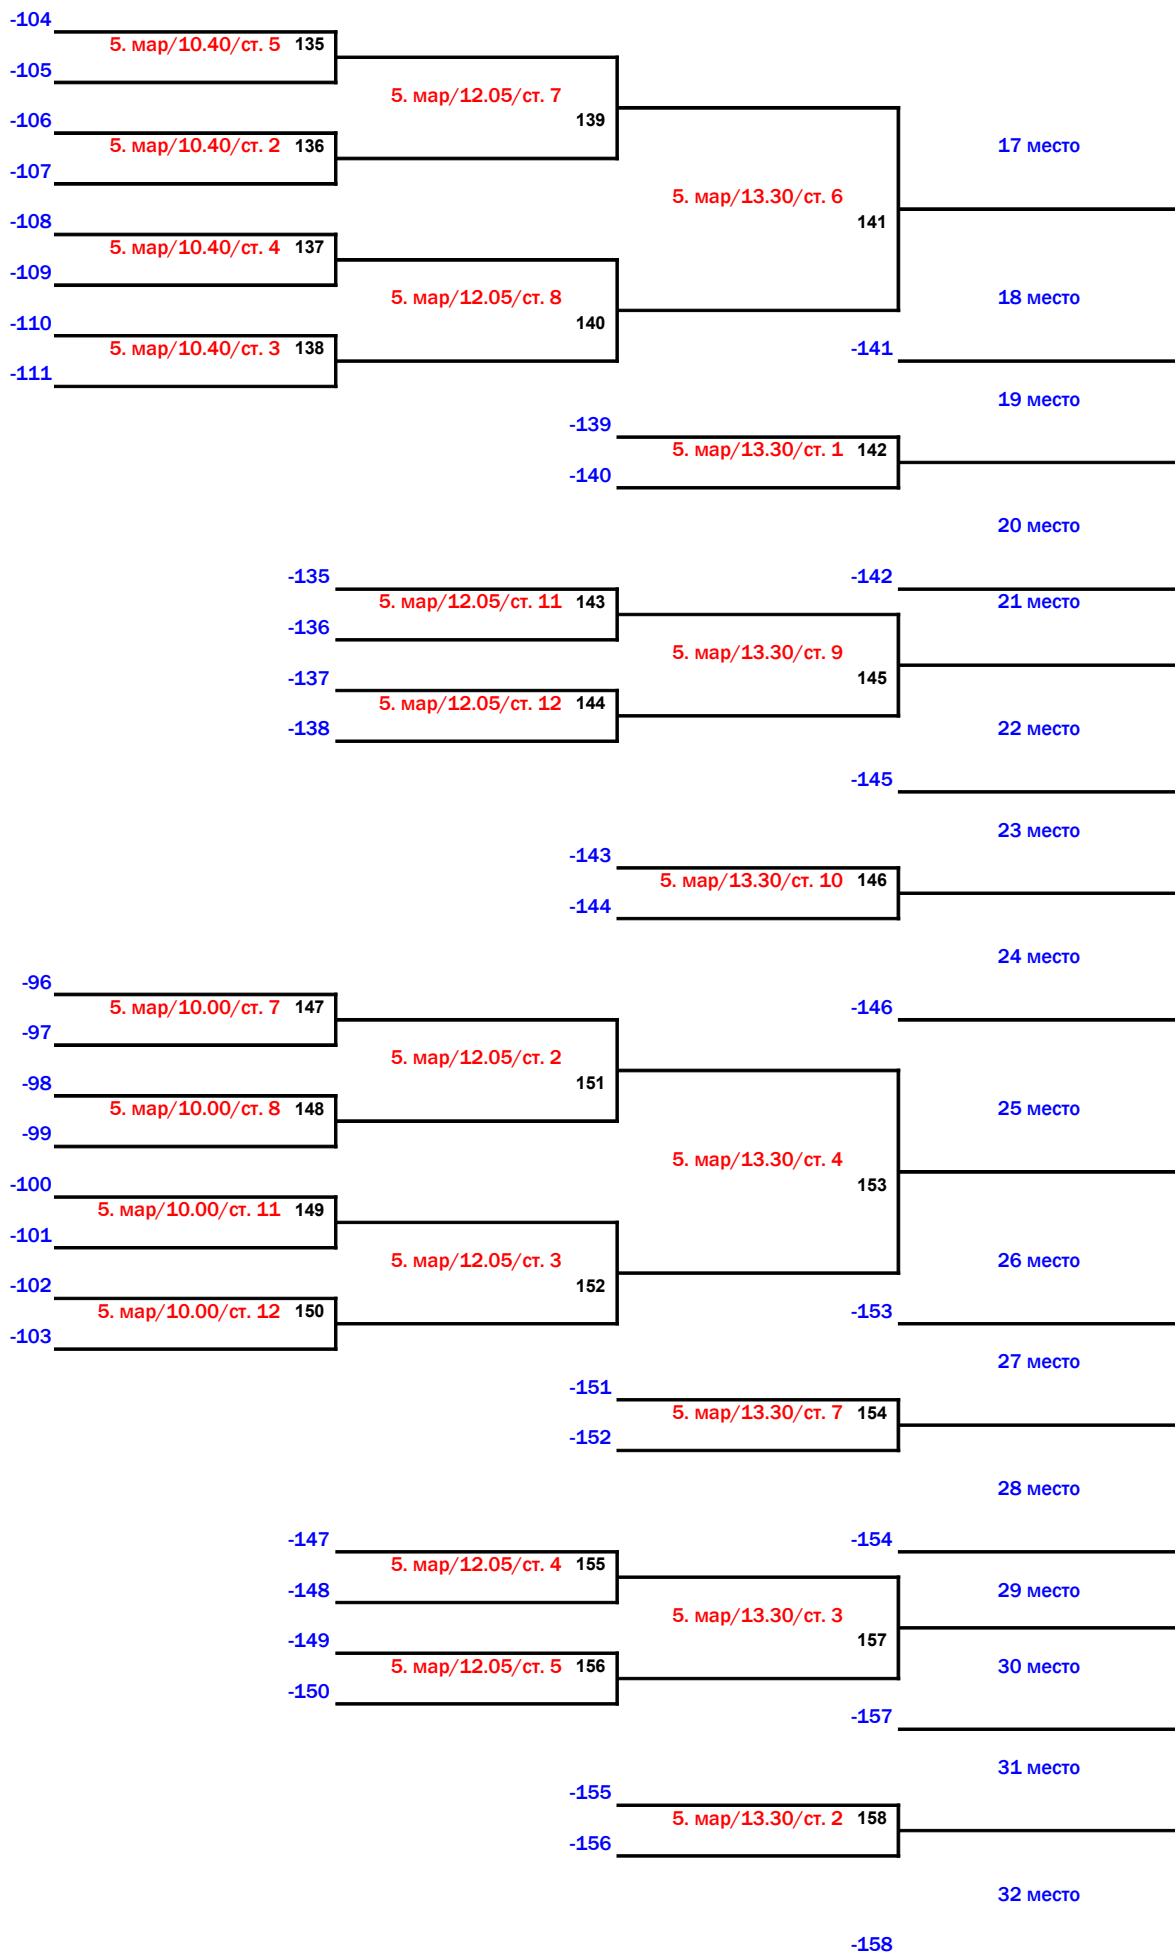 -104
5. мар/10.40/ст. 5 135
-105
5. мар/12.05/ст. 7
139
-106
5. мар/10.40/ст. 2 136
17 место
-107
5. мар/13.30/ст. 6
141
-108
5. мар/10.40/ст. 4 137
-109
5. мар/12.05/ст. 8
18 место
140
-110
5. мар/10.40/ст. 3 138
-141
-111
19 место
-139
5. мар/13.30/ст. 1 142
-140
20 место
-135
-142
5. мар/12.05/ст. 11 143
21 место
-136
5. мар/13.30/ст. 9
145
-137
5. мар/12.05/ст. 12 144
-138
22 место
-145
23 место
-143
5. мар/13.30/ст. 10 146
-144
24 место
-96
5. мар/10.00/ст. 7 147
-146
-97
5. мар/12.05/ст. 2
151
-98
5. мар/10.00/ст. 8 148
25 место
-99
5. мар/13.30/ст. 4
153
-100
5. мар/10.00/ст. 11 149
-101
5. мар/12.05/ст. 3
26 место
152
-102
5. мар/10.00/ст. 12 150
-153
-103
27 место
-151
5. мар/13.30/ст. 7 154
-152
28 место
-147
-154
5. мар/12.05/ст. 4 155
-148
29 место
5. мар/13.30/ст. 3
157
-149
5. мар/12.05/ст. 5 156
30 место
-150
-157
31 место
-155
5. мар/13.30/ст. 2 158
-156
32 место
-158